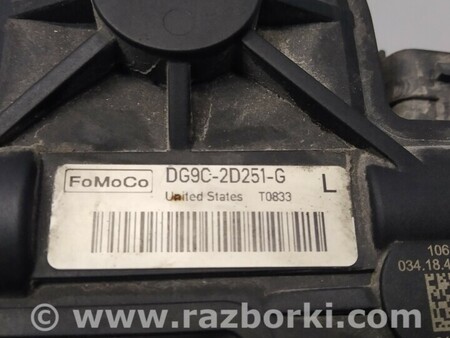 FoMoCo
DG9C-2D251-G
United States T0833
L
106
034.18.4
www.razborki.com